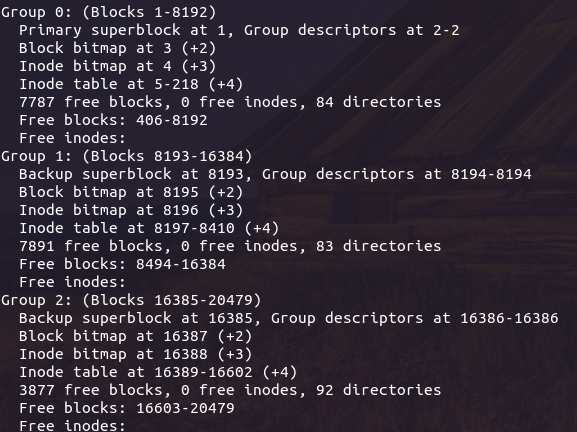 Group 0: (Blocks 1-8192)
  Primary superblock at 1, Group descriptors at 2-2
  Block bitmap at 3 (+2)
  Inode bitmap at 4 (+3)
  Inode table at 5-218 (+4)
  7787 free blocks, 0 free inodes, 84 directories
  Free blocks: 406-8192
  Free inodes:
Group 1: (Blocks 8193-16384)
  Backup superblock at 8193, Group descriptors at 8194-8194
  Block bitmap at 8195 (+2)
  Inode bitmap at 8196 (+3)
  Inode table at 8197-8410 (+4)
  7891 free blocks, 0 free inodes, 83 directories
  Free blocks: 8494-16384
  Free inodes:
Group 2: (Blocks 16385-20479)
  Backup superblock at 16385, Group descriptors at 16386-16386
  Block bitmap at 16387 (+2)
  Inode bitmap at 16388 (+3)
  Inode table at 16389-16602 (+4)
  3877 free blocks, 0 free inodes, 92 directories
  Free blocks: 16603-20479
  Free inodes: